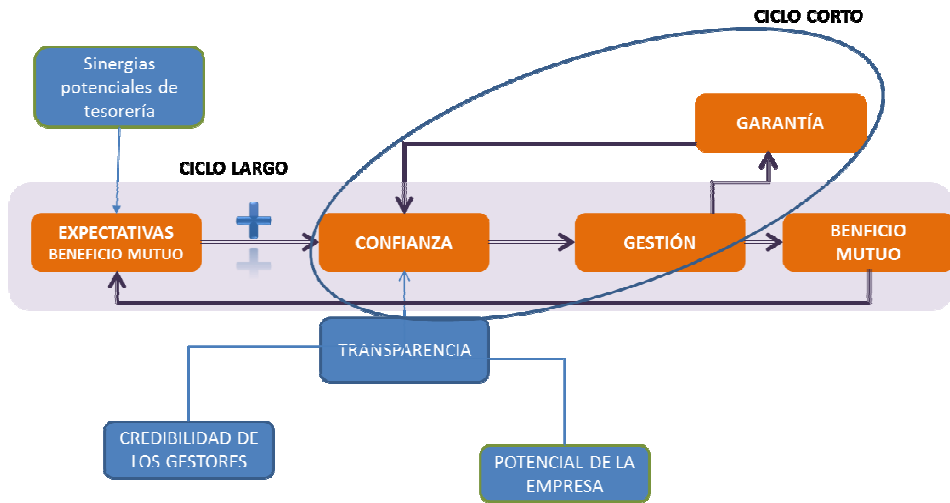 CICLO CORTO
Sinergias
potenciales de
tesorería
GARANTÍA
CICLO LARGO
EXPECTATIVAS
BENEFICIO MUTUO
CONFIANZA
GESTIÓN
BENFICIO
MUTUO
TRANSPARENCIA
CREDIBILIDAD DE
LOS GESTORES
POTENCIAL DE LA
EMPRESA